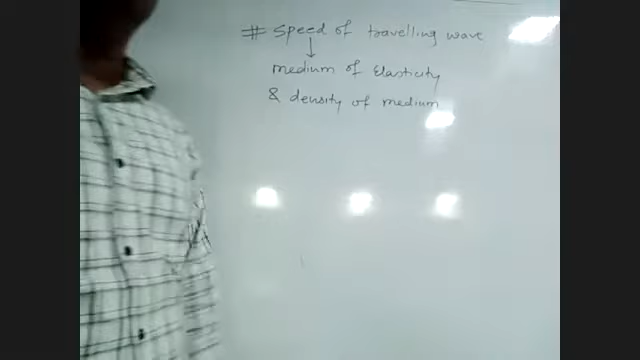 # Speed of travelling wave
↓
medium of Elasticity
& density of medium